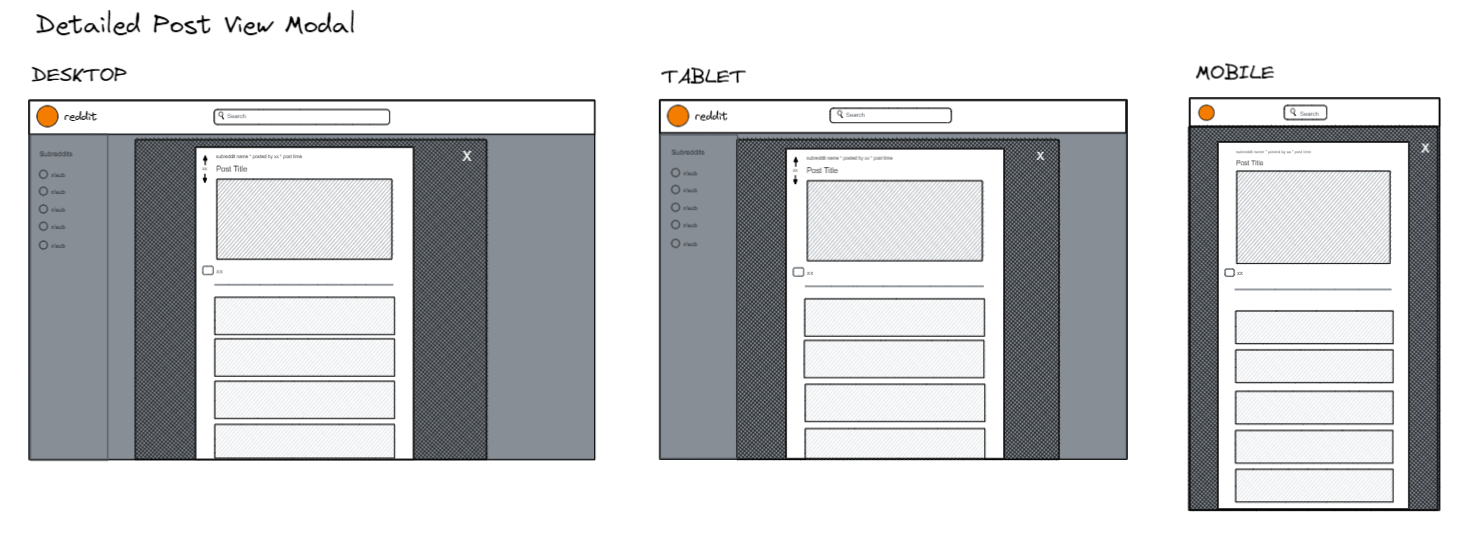 Detailed Post View Modal
DESKTOP
reddit
Search
Subreddits
r/sub
r/sub
r/sub
r/sub
r/sub
subreddit name * posted by xx * post time
xx
Post Title
X
xx
TABLET
reddit
Search
Subreddits
r/sub
r/sub
r/sub
r/sub
r/sub
subreddit name * posted by xx * post time
xx
Post Title
X
xx
MOBILE
Search
subreddit name * posted by xx * post time
Post Title
X
xx